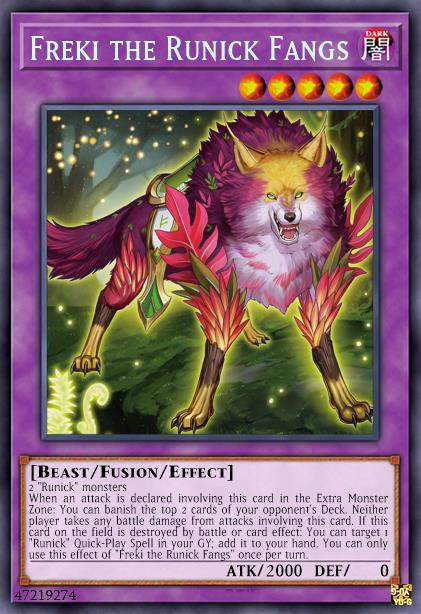 FREKI THE RUNICK FANGS
DARK
闇
[BEAST/FUSION/EFFECT]
2 "Runick" monsters
When an attack is declared involving this card in the Extra Monster
Zone: You can banish the top 2 cards of your opponent's Deck. Neither
player takes any battle damage from attacks involving this card. If this
card on the field is destroyed by battle or card effect: You can target 1
"Runick" Quick-Play Spell in your GY; add it to your hand. You can only
use this effect of "Freki the Runick Fangs" once per turn.
ATK/2000 DEF/ 0
47219274